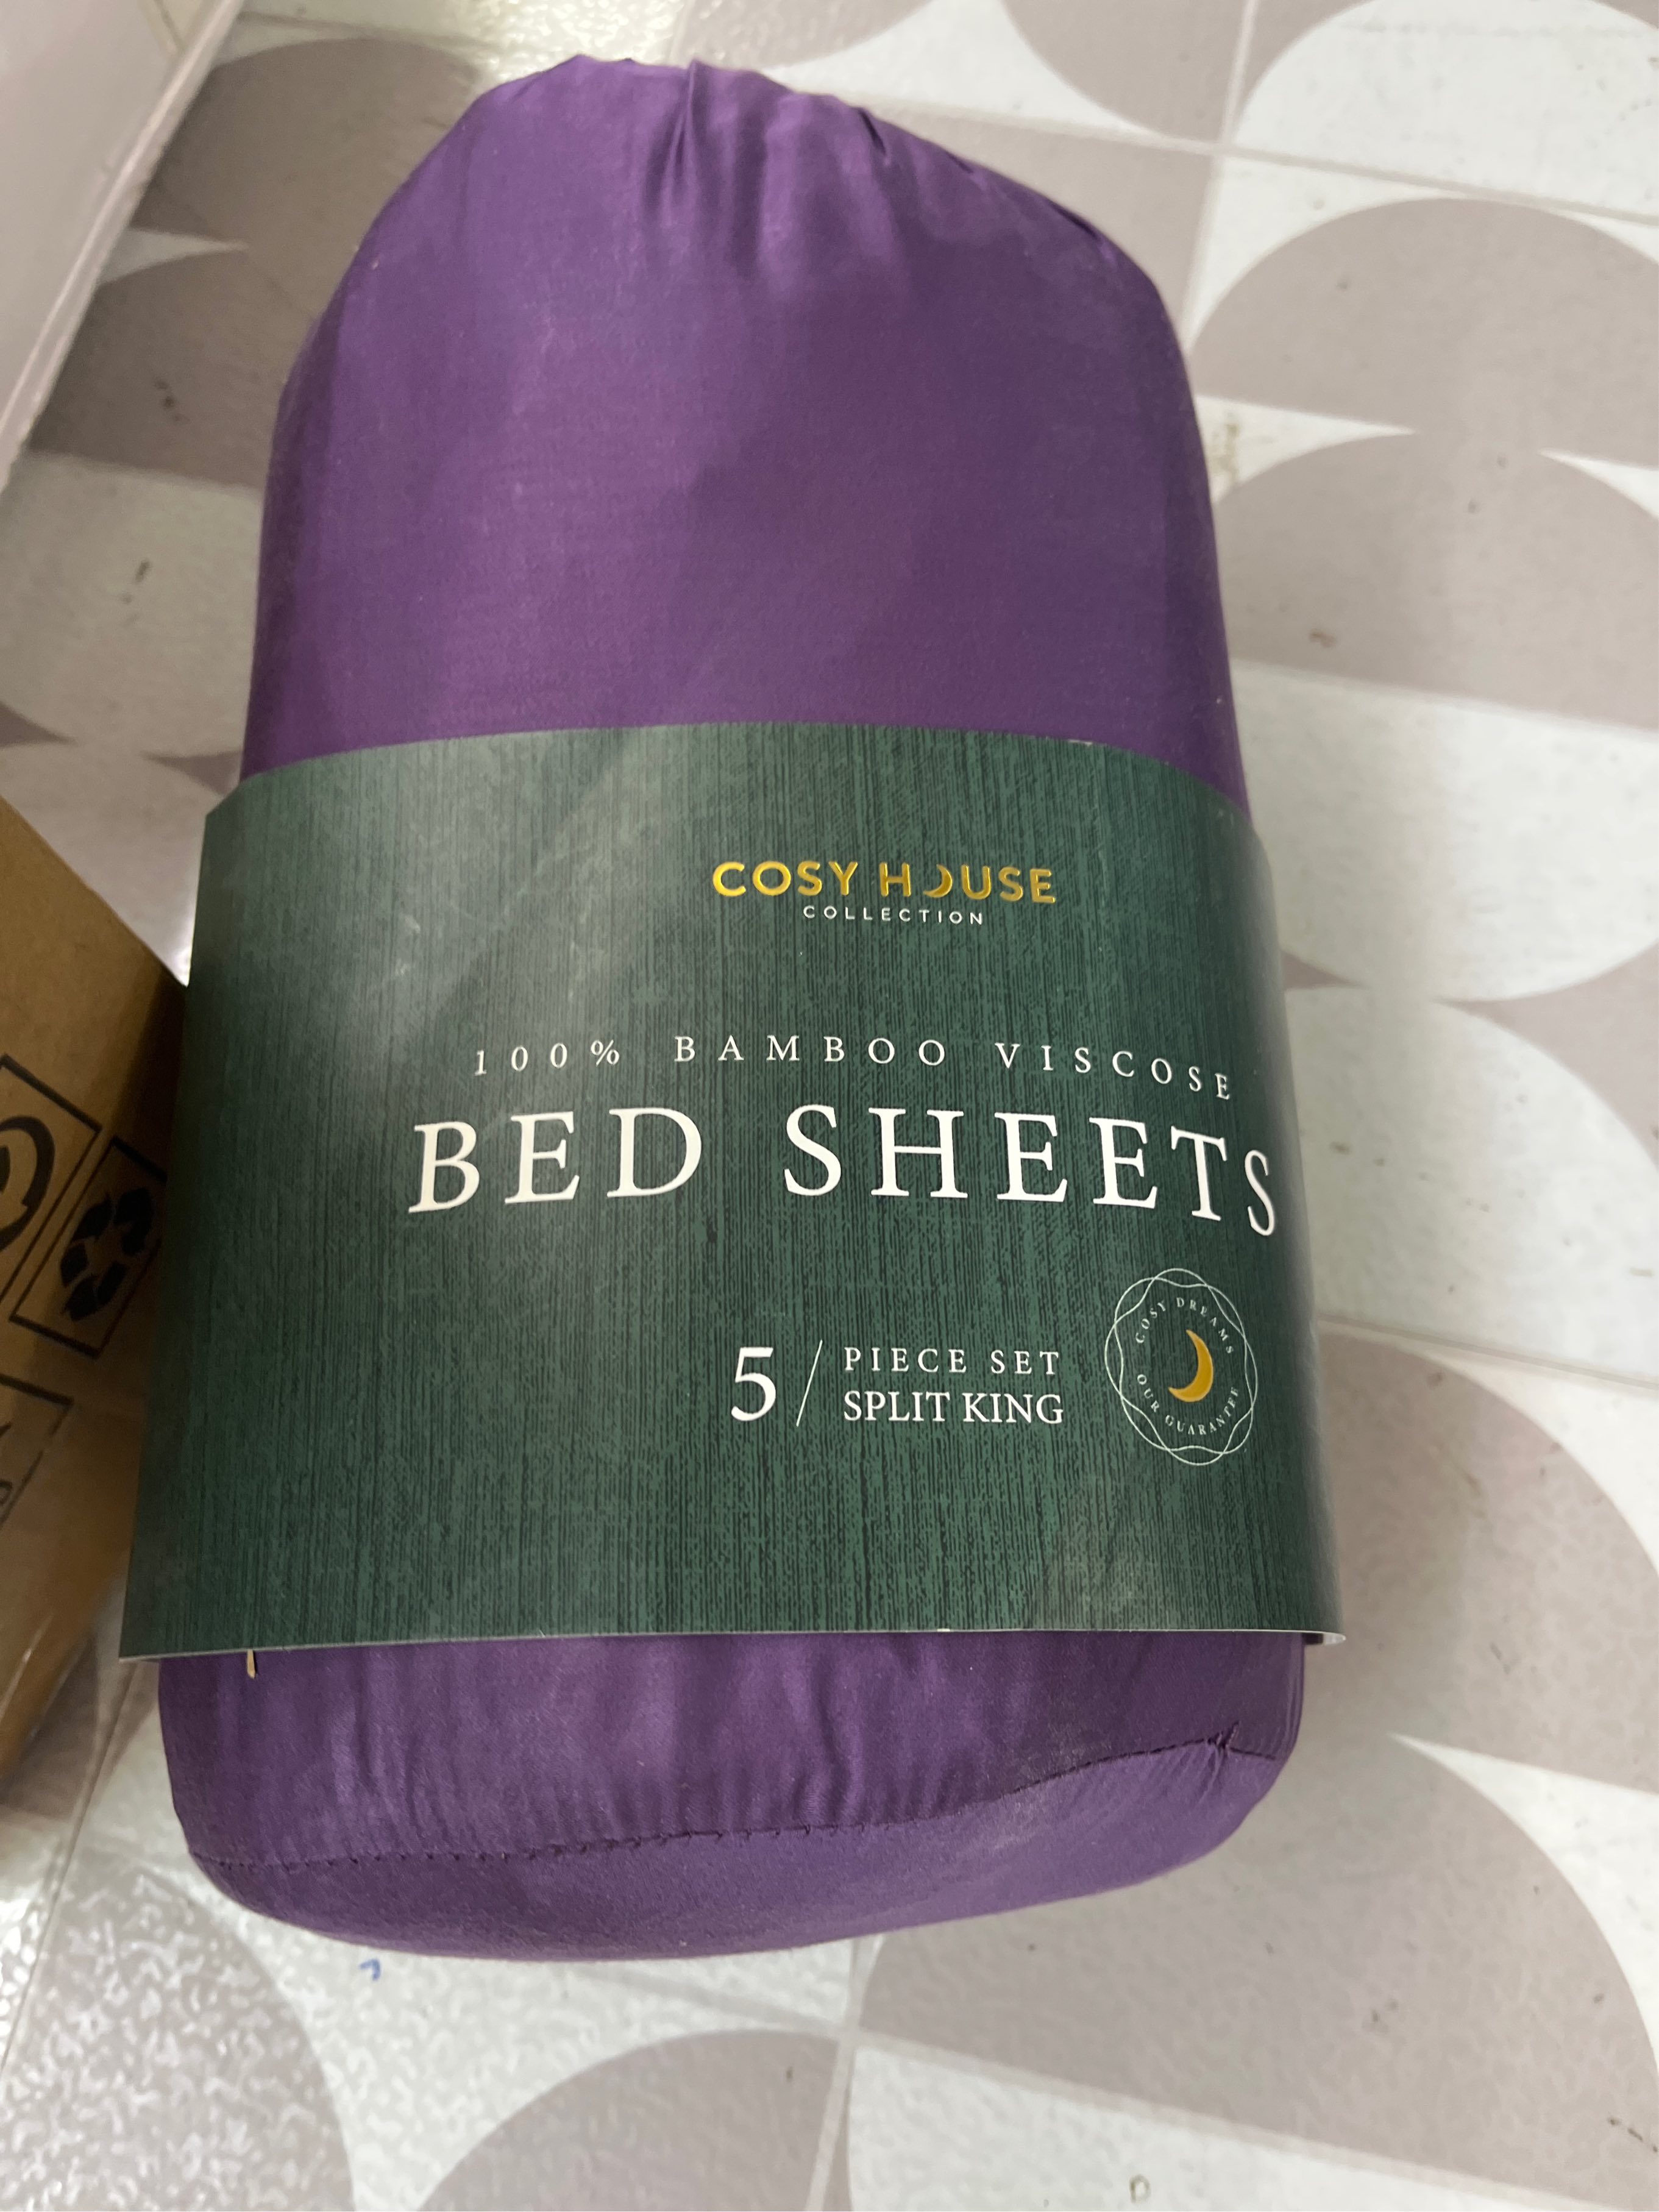 COSY HOUSE
COLLECTION
100% BAMBOO VISCOSE
BED SHEETS
5 / PIECE SET
SPLIT KING
COSY DREAMS
OUR GUARANTEE